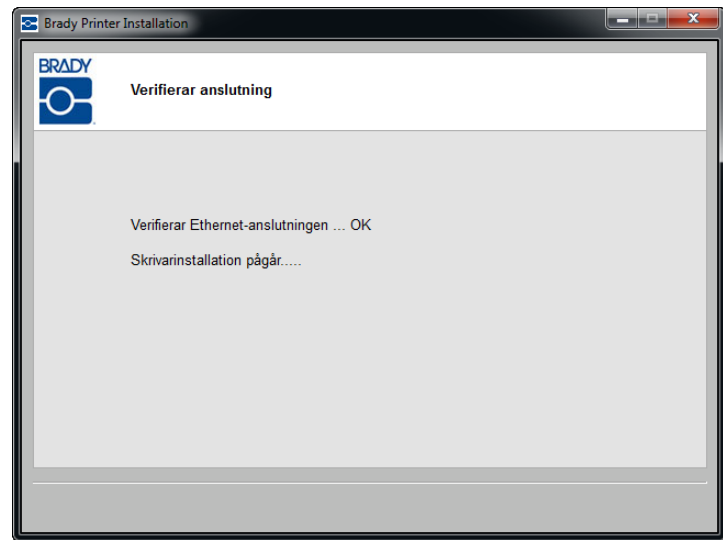 Brady Printer Installation
BRADY
Verifierar anslutning
Verifierar Ethernet-anslutningen ... OK
Skrivarinstallation pågår.....